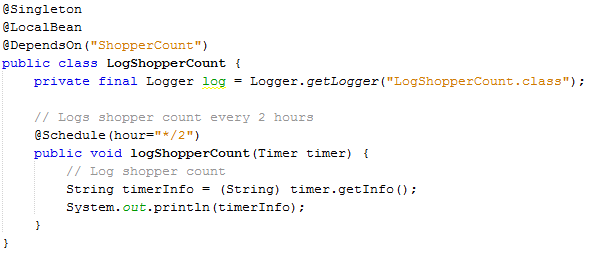 @Singleton
@LocalBean
@DependsOn("ShopperCount")
public class LogShopperCount {
    private final Logger log = Logger.getLogger("LogShopperCount.class");

    // Logs shopper count every 2 hours
    @Schedule(hour="*/2")
    public void logShopperCount(Timer timer) {
        // Log shopper count
        String timerInfo = (String) timer.getInfo();
        System.out.println(timerInfo);
    }
}